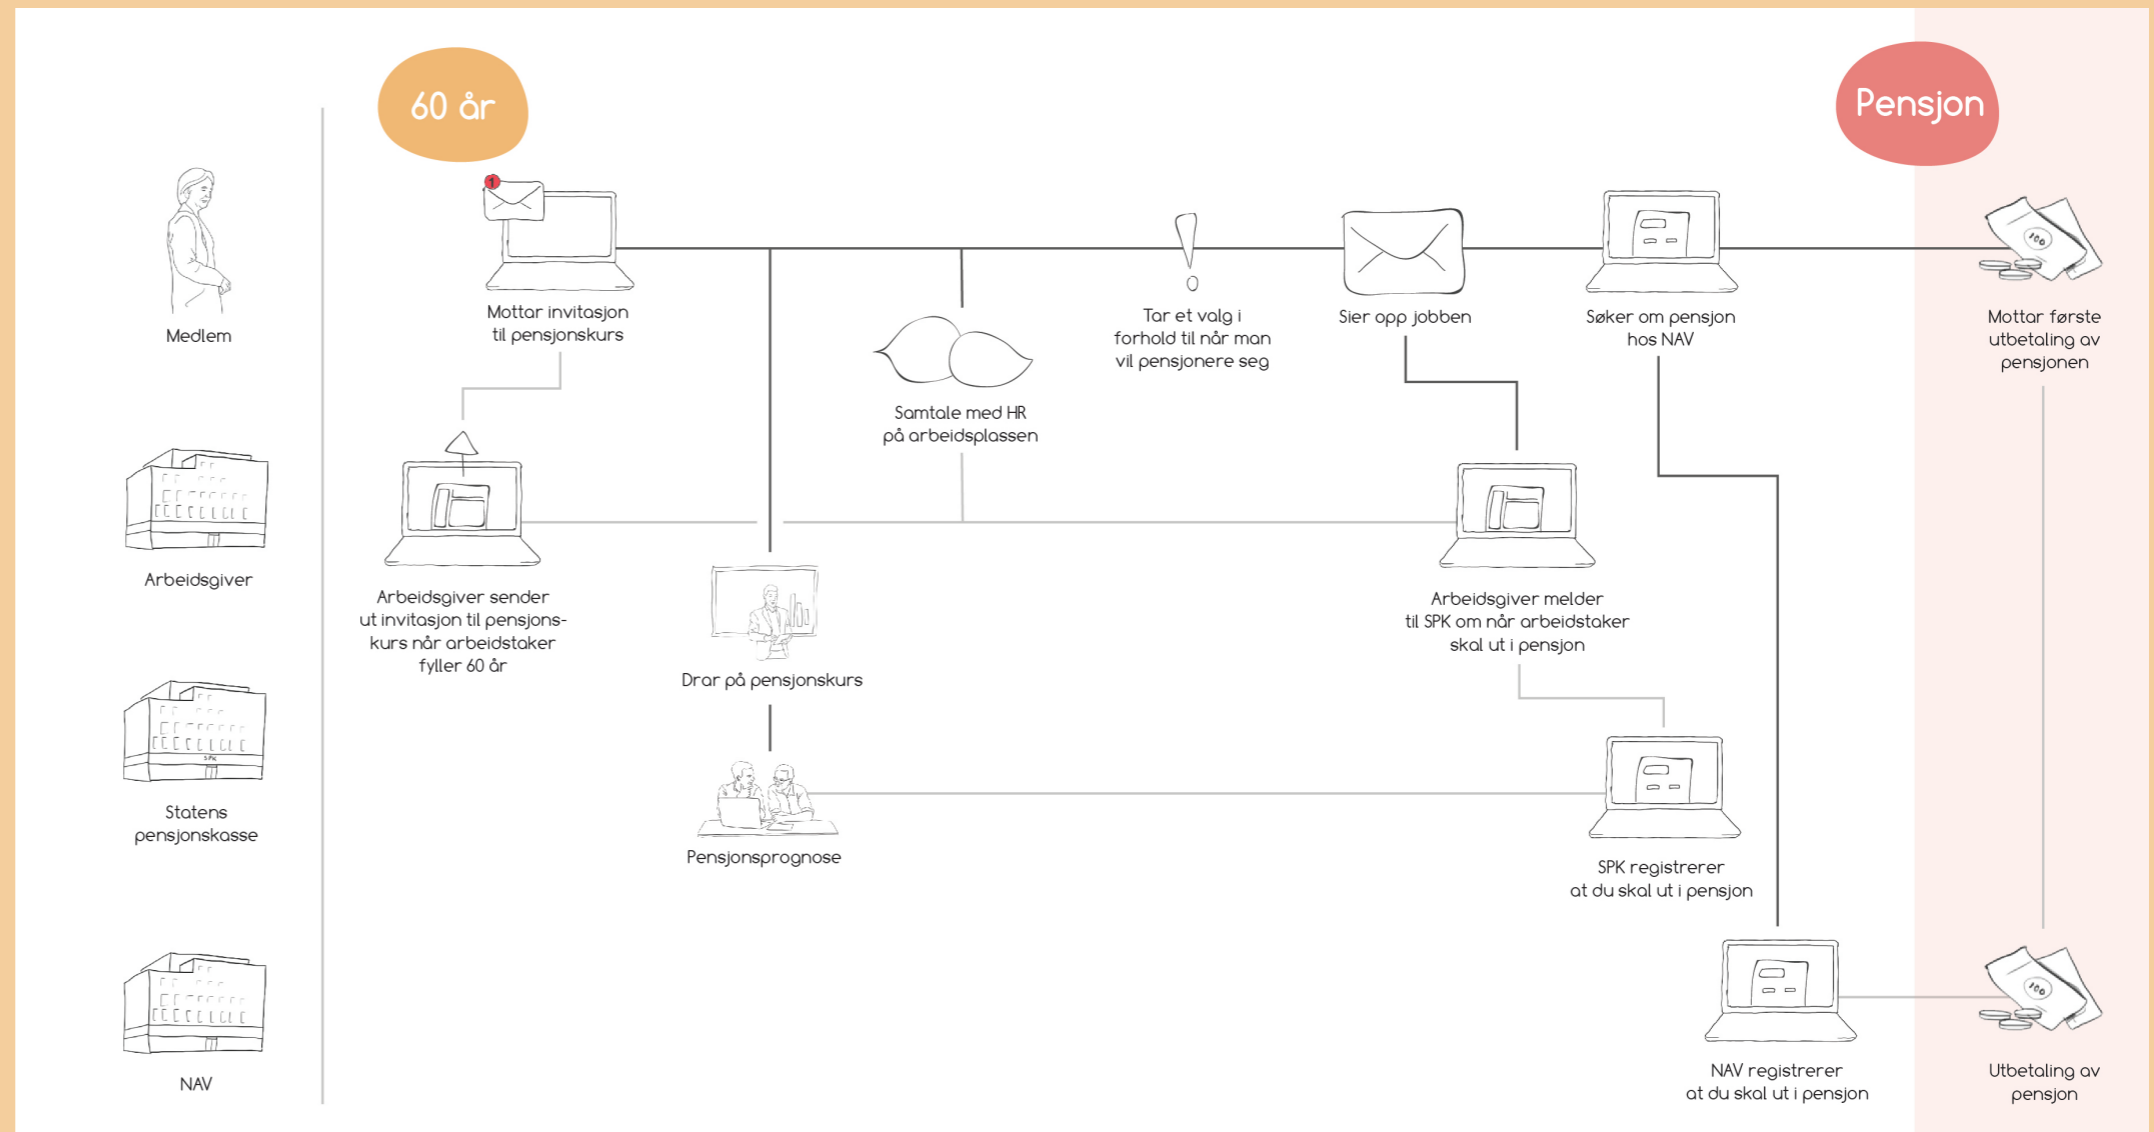 60 år
Pensjon
Medlem
Mottar invitasjon
til pensjonskurs
Tar et valg i
forhold til når man
vil pensjonere seg
Sier opp jobben
Søker om pensjon
hos NAV
100
Mottar første
utbetaling av
pensjonen
1
Samtale med HR
på arbeidsplassen
Arbeidsgiver
Arbeidsgiver sender
ut invitasjon til pensjons-
kurs når arbeidstaker
fyller 60 år
Drar på pensjonskurs
Arbeidsgiver melder
til SPK om når arbeidstaker
skal ut i pensjon
SPK
Statens
pensjonskasse
Pensjonsprognose
SPK registrerer
at du skal ut i pensjon
NAV
NAV registrerer
at du skal ut i pensjon
100
Utbetaling av
pensjon